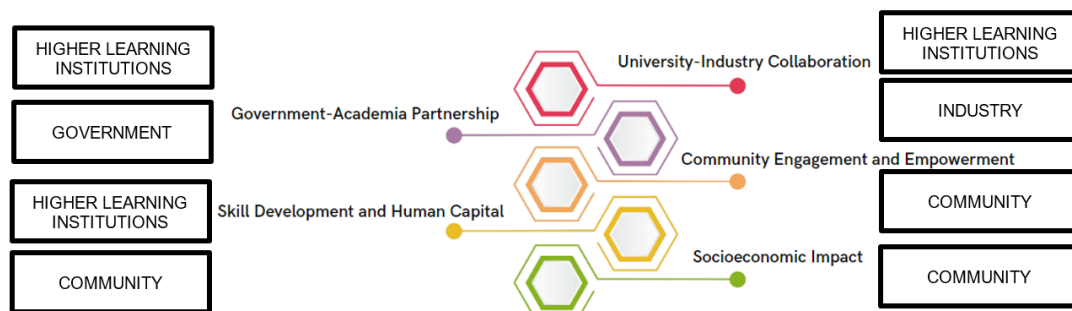 HIGHER LEARNING
INSTITUTIONS
GOVERNMENT
HIGHER LEARNING
INSTITUTIONS
COMMUNITY
University-Industry Collaboration
Government-Academia Partnership
Community Engagement and Empowerment
Skill Development and Human Capital
Socioeconomic Impact
HIGHER LEARNING
INSTITUTIONS
INDUSTRY
COMMUNITY
COMMUNITY